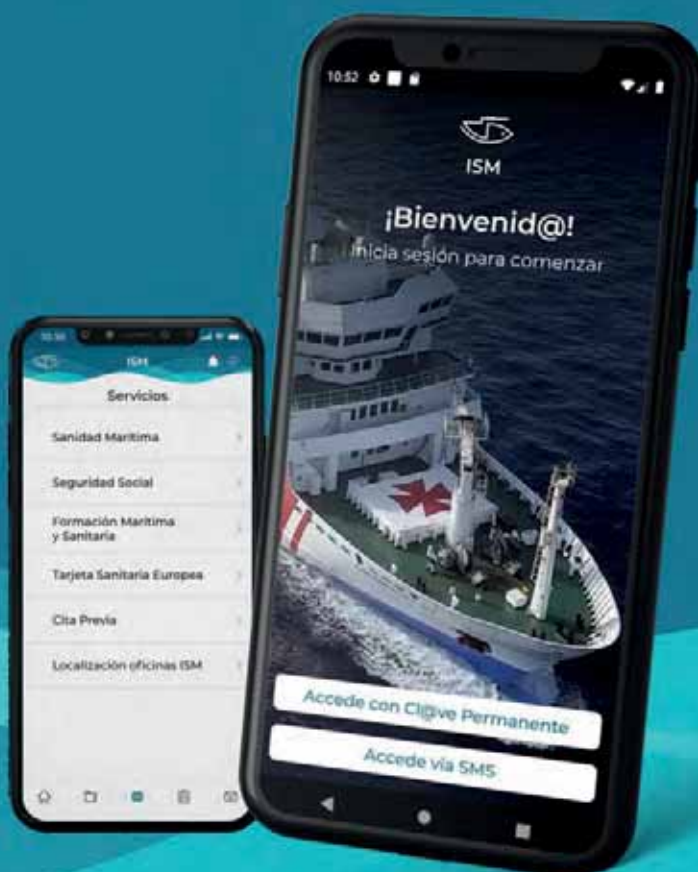 10:52
ISM
¡Bienvenid@!
Inicia sesión para comenzar
Accede con Cl@ve Permanente
Accede vía SMS
ISM
Servicios
Sanidad Marítima
Seguridad Social
Formación Marítima
y Sanitaria
Tarjeta Sanitaria Europea
Cita Previa
Localización oficinas ISM